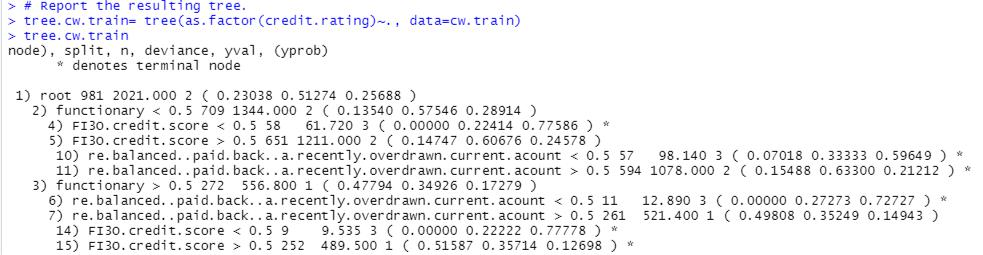 > # Report the resulting tree.
> tree.cw.train= tree(as.factor(credit.rating)~., data=cw.train)
> tree.cw.train
node), split, n, deviance, yval, (yprob)
* denotes terminal node
1) root 981 2021.000 2 ( 0.23038 0.51274 0.25688 )
2) functionary < 0.5 709 1344.000 2 ( 0.13540 0.57546 0.28914 )
4) FI3O.credit.score < 0.5 58 61.720 3 ( 0.00000 0.22414 0.77586 ) *
5) FI3O.credit.score > 0.5 651 1211.000 2 ( 0.14747 0.60676 0.24578 )
10) re.balanced..paid.back..a.recently.overdrawn.current.acount < 0.5 57 98.140 3 ( 0.07018 0.33333 0.59649 ) *
11) re.balanced..paid.back..a.recently.overdrawn.current.acount > 0.5 594 1078.000 2 ( 0.15488 0.63300 0.21212 ) *
3) functionary > 0.5 272 556.800 1 ( 0.47794 0.34926 0.17279 )
6) re.balanced..paid.back..a.recently.overdrawn.current.acount < 0.5 11 12.890 3 ( 0.00000 0.27273 0.72727 ) *
7) re.balanced..paid.back..a.recently.overdrawn.current.acount > 0.5 261 521.400 1 ( 0.49808 0.35249 0.14943 )
14) FI3O.credit.score < 0.5 9 9.535 3 ( 0.00000 0.22222 0.77778 ) *
15) FI3O.credit.score > 0.5 252 489.500 1 ( 0.51587 0.35714 0.12698 ) *